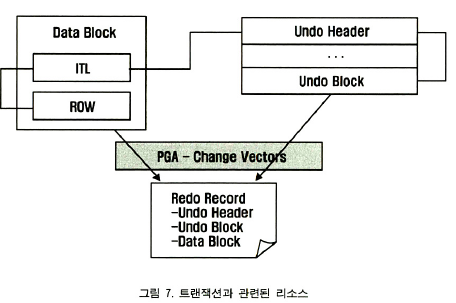 Data Block
ITL
ROW
Undo Header
...
Undo Block
PGA - Change Vectors
Redo Record
-Undo Header
-Undo Block
-Data Block
그림 7. 트랜잭션과 관련된 리소스